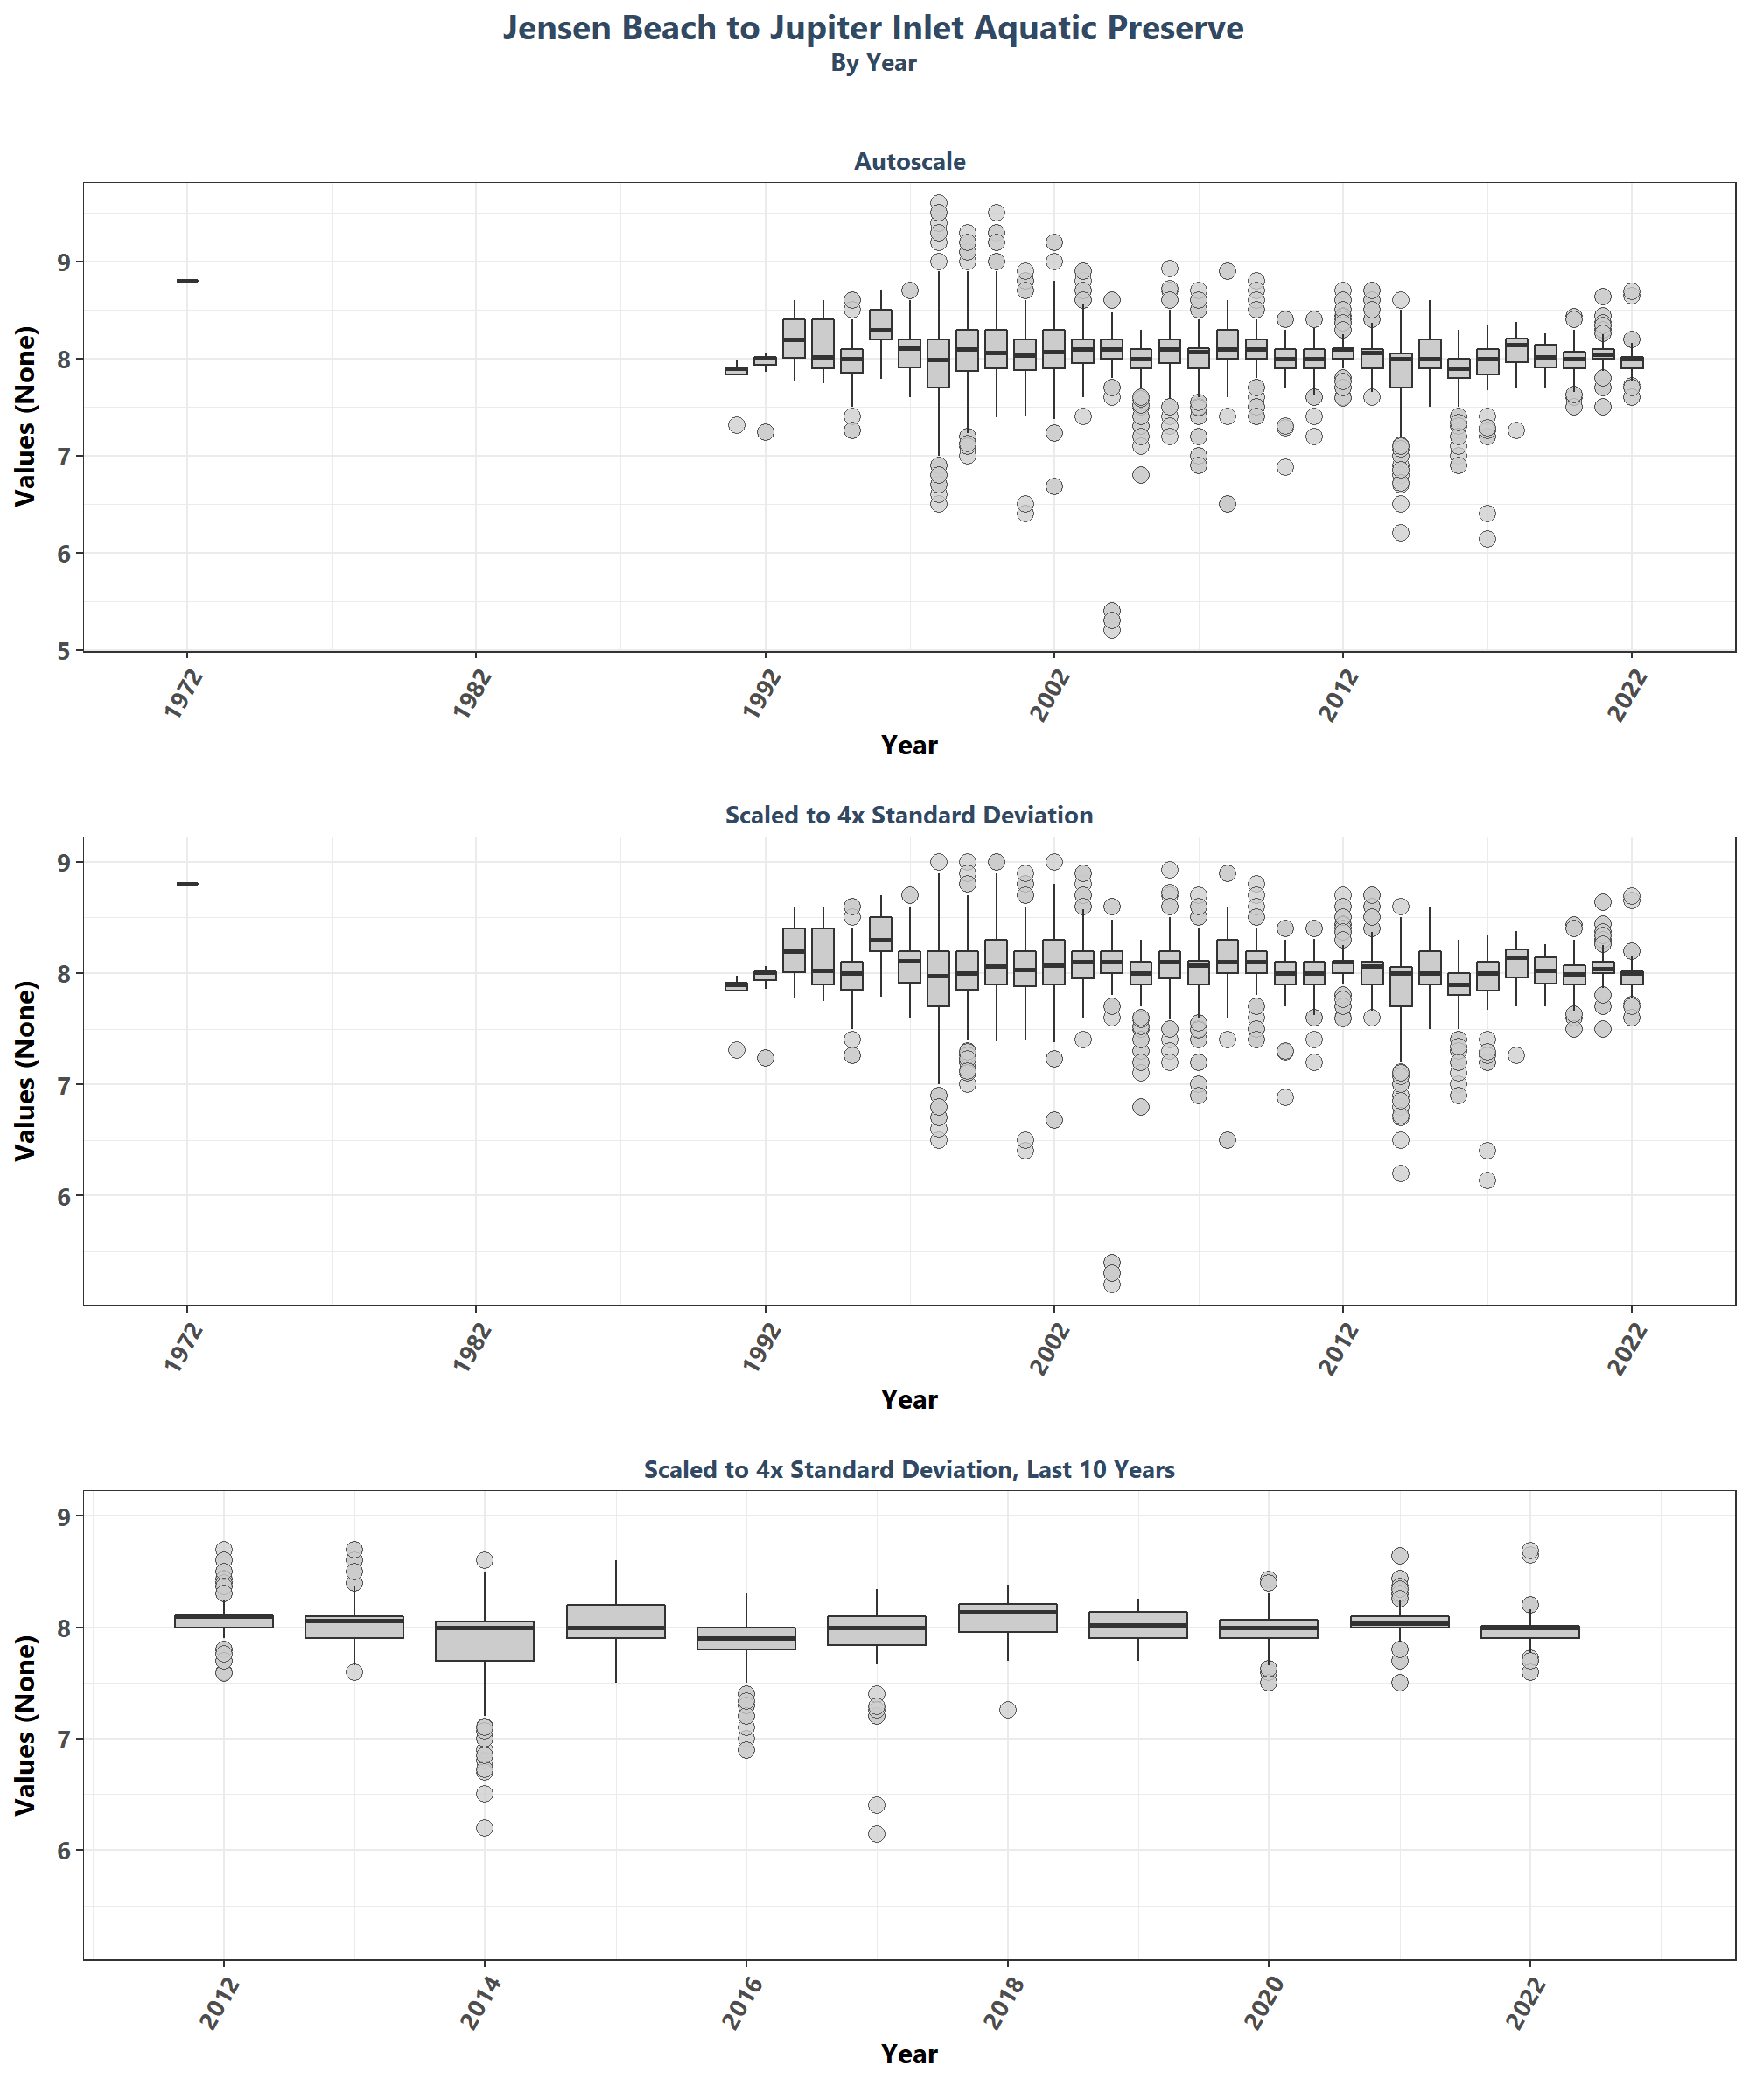 Jensen Beach to Jupiter Inlet Aquatic Preserve
By Year
Autoscale
Values (None)
9
8
7
6
5
1972 1982 1992 2002 2012 2022
Year
Scaled to 4x Standard Deviation
Values (None)
9
8
7
6
1972 1982 1992 2002 2012 2022
Year
Scaled to 4x Standard Deviation, Last 10 Years
Values (None)
9
8
7
6
2012 2014 2016 2018 2020 2022
Year